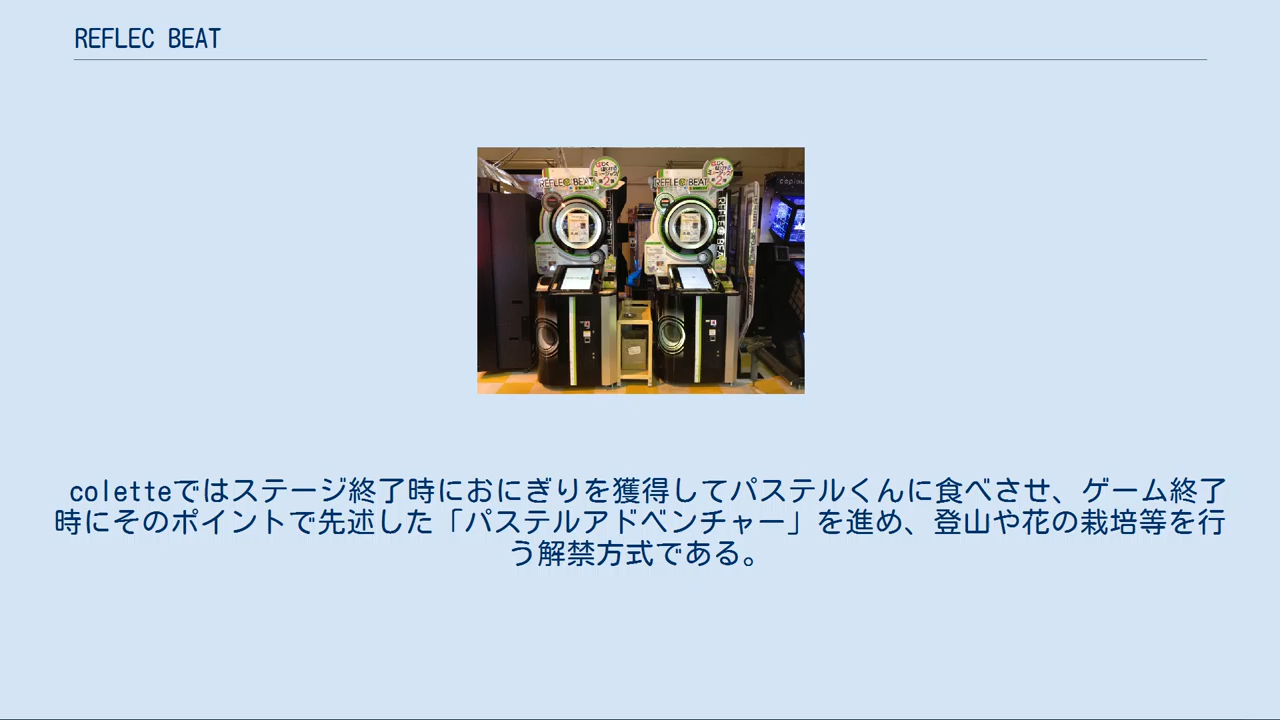 REFLEC BEAT
REFLEC BEAT
REFLEC BEAT
coletteではステージ終了時におにぎりを獲得してパステルくんに食べさせ、ゲーム終了
時にそのポイントで先述した「パステルアドベンチャー」を進め、登山や花の栽培等を行
う解禁方式である。